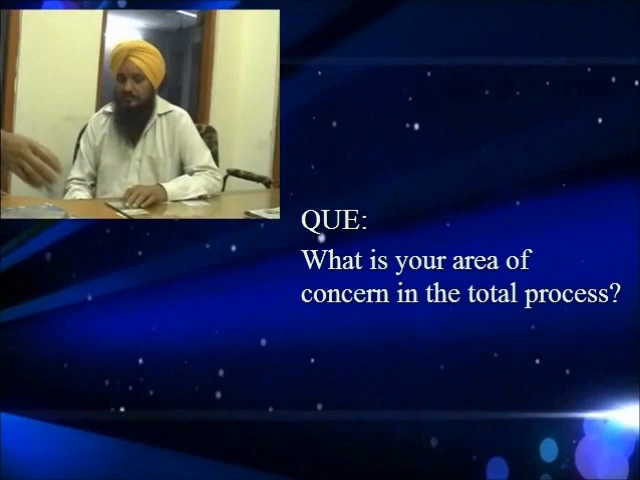 QUE:
What is your area of
concern in the total process?